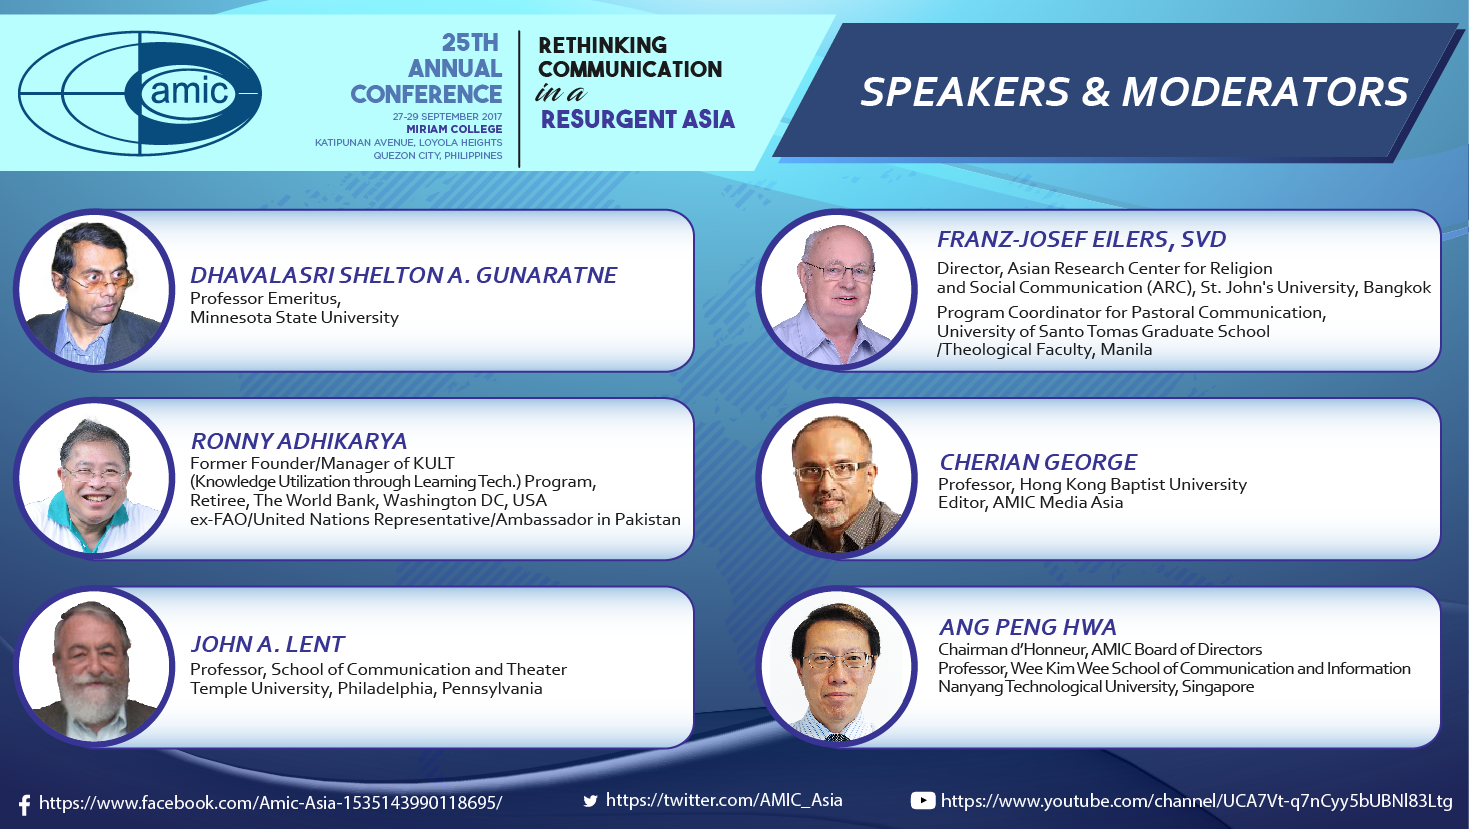 amic
25TH
ANNUAL
CONFERENCE
27-29 SEPTEMBER 2017
MIRIAM COLLEGE
KATIPUNAN AVENUE, LOYOLA HEIGHTS
QUEZON CITY, PHILIPPINES
RETHINKING
COMMUNICATION
in a
RESURGENT ASIA
SPEAKERS & MODERATORS
DHAVALASRI SHELTON A. GUNARATNE
Professor Emeritus,
Minnesota State University
FRANZ-JOSEF EILERS, SVD
Director, Asian Research Center for Religion
and Social Communication (ARC), St. John's University, Bangkok
Program Coordinator for Pastoral Communication,
University of Santo Tomas Graduate School
/Theological Faculty, Manila
RONNY ADHIKARYA
Former Founder/Manager of KULT
(Knowledge Utilization through Learning Tech.) Program,
Retiree, The World Bank, Washington DC, USA
ex-FAO/United Nations Representative/Ambassador in Pakistan
CHERIAN GEORGE
Professor, Hong Kong Baptist University
Editor, AMIC Media Asia
JOHN A. LENT
Professor, School of Communication and Theater
Temple University, Philadelphia, Pennsylvania
ANG PENG HWA
Chairman d'Honneur, AMIC Board of Directors
Professor, Wee Kim Wee School of Communication and Information
Nanyang Technological University, Singapore
https://www.facebook.com/Amic-Asia-1535143990118695/
https://twitter.com/AMIC_Asia
https://www.youtube.com/channel/UCA7Vt-q7nCyy5bUBNl83Ltg